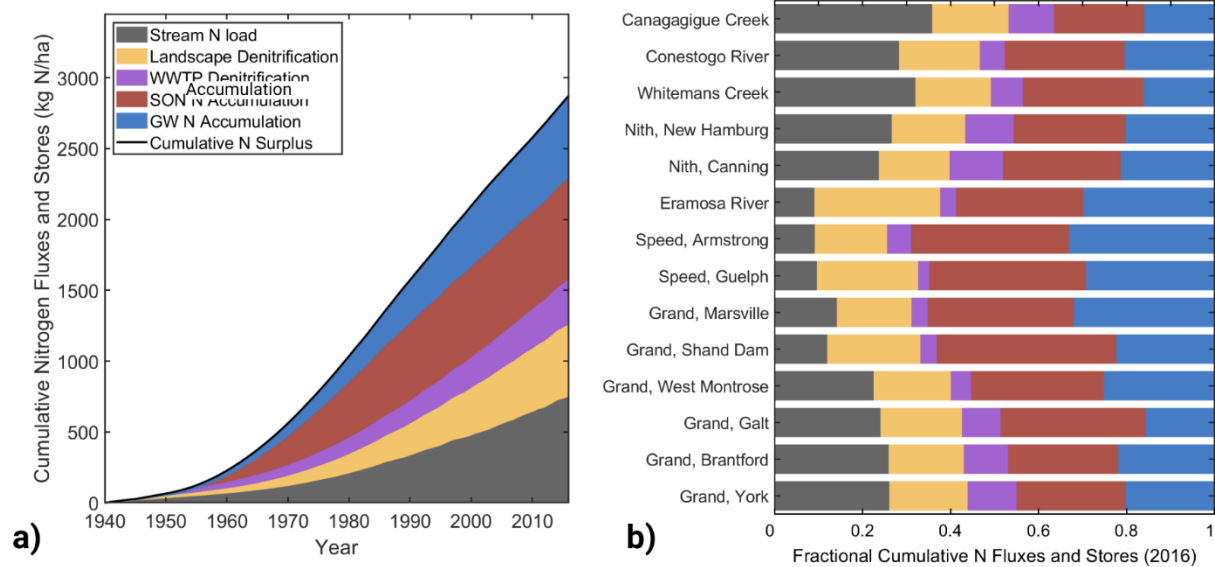 Cumulative Nitrogen Fluxes and Stores (kg N/ha)
3000
2500
2000
1500
1000
500
0
Stream N load
Landscape Denitrification
WWTP Denitrification
Accumulation
SON N Accumulation
GW N Accumulation
Cumulative N Surplus
1940 1950 1960 1970 1980 1990 2000 2010
Year
a)
Canagagigue Creek
Conestogo River
Whitemans Creek
Nith, New Hamburg
Nith, Canning
Eramosa River
Speed, Armstrong
Speed, Guelph
Grand, Marsville
Grand, Shand Dam
Grand, West Montrose
Grand, Galt
Grand, Brantford
Grand, York
0 0.2 0.4 0.6 0.8 1
Fractional Cumulative N Fluxes and Stores (2016)
b)